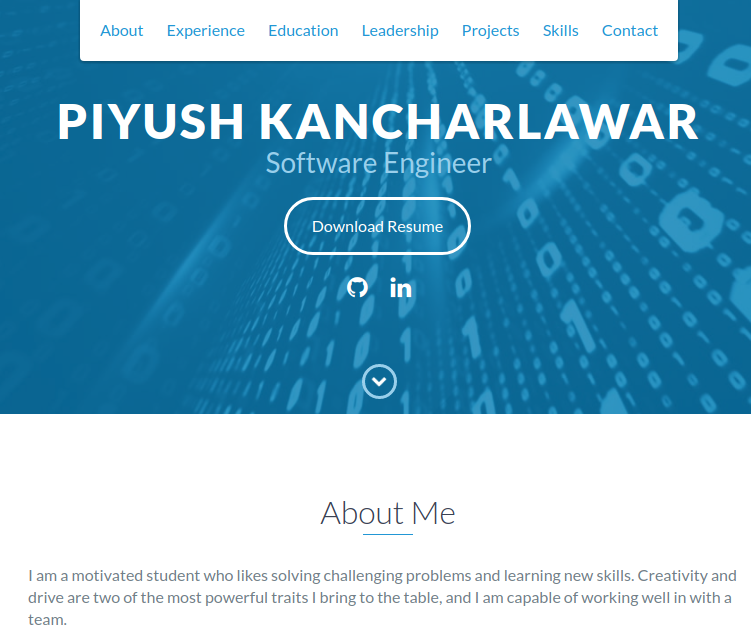 About Experience Education Leadership Projects Skills Contact
PIYUSH KANCHARLAWAR
Software Engineer
Download Resume
in
About Me
I am a motivated student who likes solving challenging problems and learning new skills. Creativity and
drive are two of the most powerful traits I bring to the table, and I am capable of working well in with a
team.